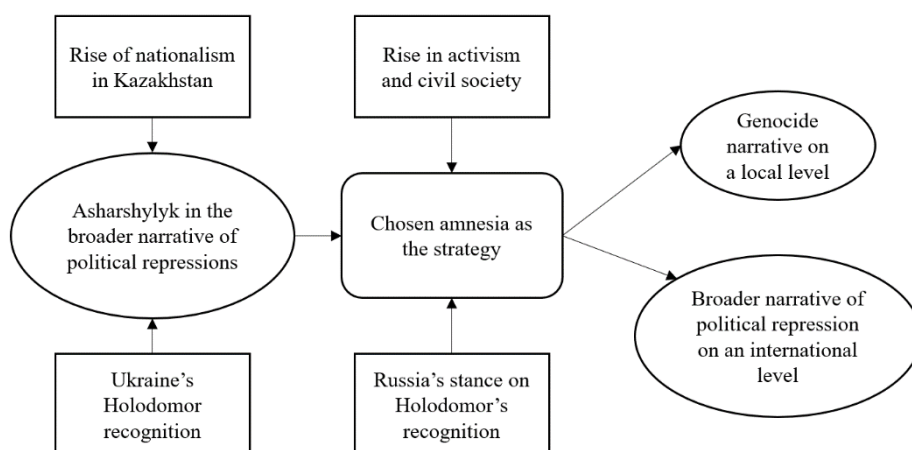 Rise of nationalism
in Kazakhstan
Rise in activism
and civil society
Genocide
narrative on
a local level
Asharshylyk in the
broader narrative of
political repressions
Chosen amnesia as
the strategy
Broader narrative of
political repression
on an international
level
Ukraine’s
Holodomor
recognition
Russia’s stance on
Holodomor’s
recognition